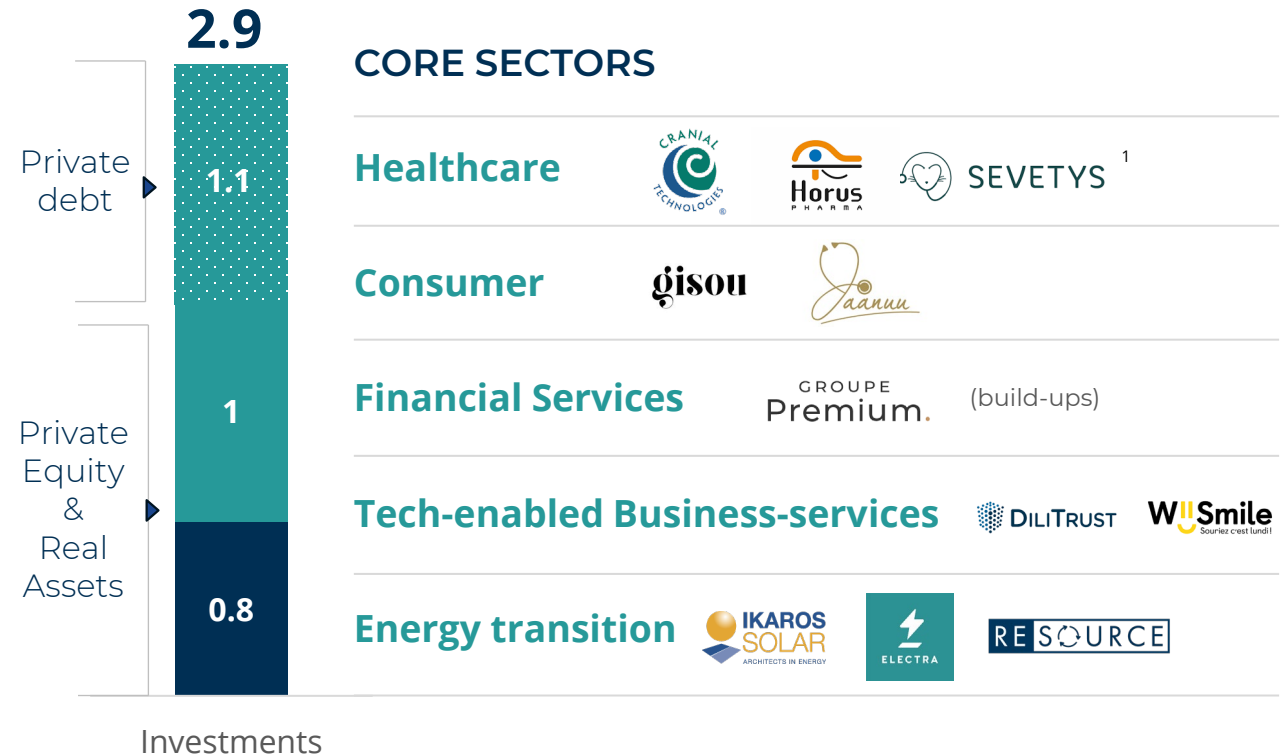 2.9
Private
debt
1.1
1
Private
Equity
&
Real
Assets
0.8
Investments
CORE SECTORS
Healthcare
CRANIAL
TECHNOLOGIES
®
Horus
PHARMA
SEVETYS 1
Consumer
gisou
Jaanuu
Financial Services
GROUPE
Premium.
(build-ups)
Tech-enabled Business-services
DILITRUST
WiiSmile
Souriez c'est lundi !
Energy transition
IKAROS
SOLAR
ARCHITECTS IN ENERGY
ELECTRA
RESOURCE